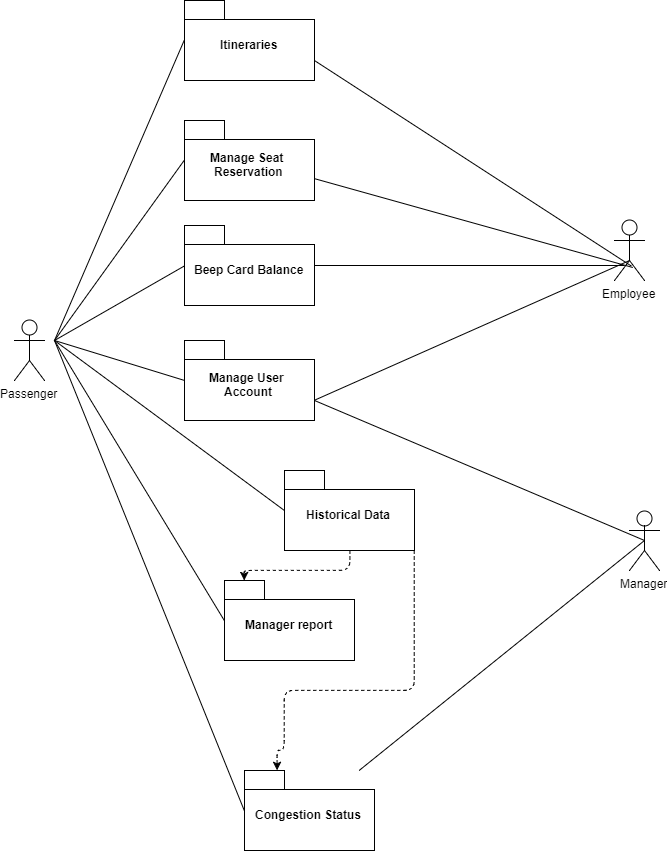 Itineraries
Manage Seat
Reservation
Beep Card Balance
Employee
Manage User
Account
Passenger
Historical Data
Manager
Manager report
Congestion Status